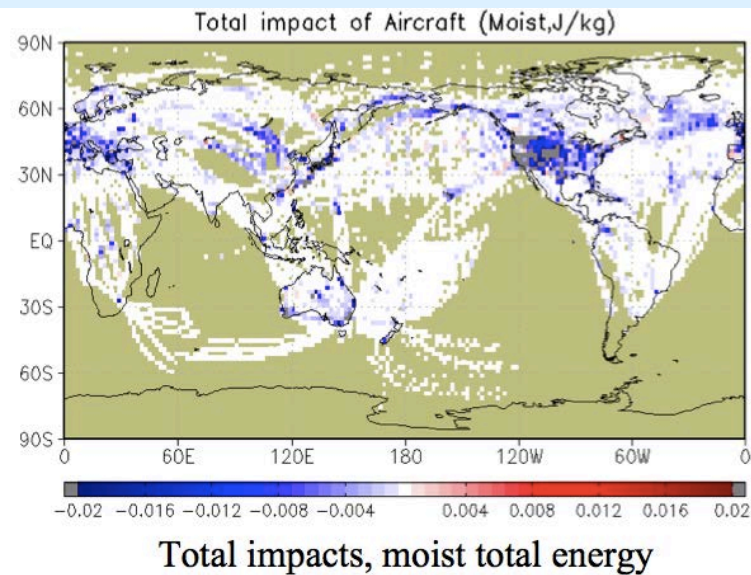 Total impact of Aircraft (Moist,J/kg)
90N
60N
30N
EQ
30S
60S
90S
0 60E 120E 180 120W 60W 0
-0.02 -0.016 -0.012 -0.008 -0.004 0.004 0.008 0.012 0.016 0.02
Total impacts, moist total energy